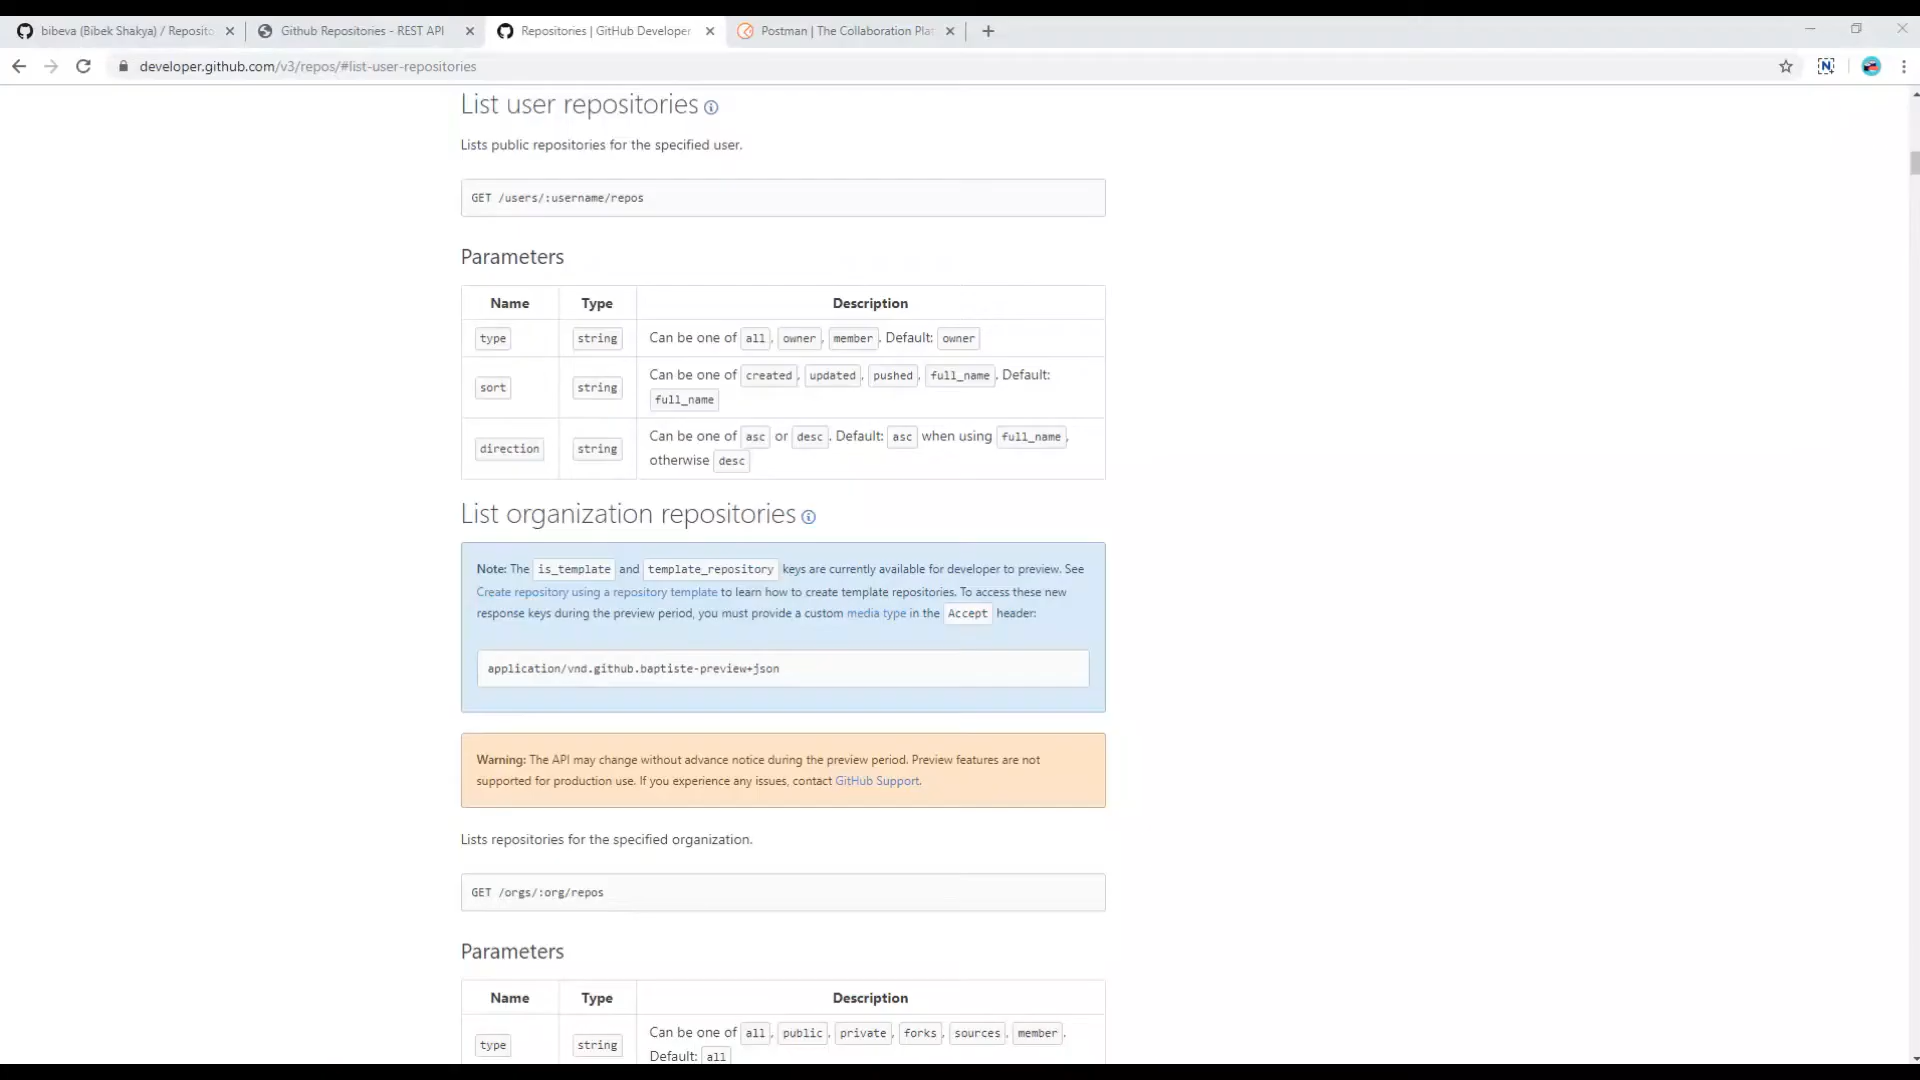 bibeva (Bibek Shakya) / Reposito
Github Repositories - REST API
Repositories | GitHub Developer
Postman | The Collaboration Plat
developer.github.com/v3/repos/#list-user-repositories
List user repositories
Lists public repositories for the specified user.
GET /users/:username/repos
Parameters
Name Type Description
type string Can be one of all, owner, member. Default: owner
sort string Can be one of created, updated, pushed, full_name. Default:
full_name
direction string Can be one of asc or desc. Default: asc when using full_name,
otherwise desc
List organization repositories
Note: The is_template and template_repository keys are currently available for developer to preview. See
Create repository using a repository template to learn how to create template repositories. To access these new
response keys during the preview period, you must provide a custom media type in the Accept header:
application/vnd.github.baptiste-preview+json
Warning: The API may change without advance notice during the preview period. Preview features are not
supported for production use. If you experience any issues, contact GitHub Support.
Lists repositories for the specified organization.
GET /orgs/:org/repos
Parameters
Name Type Description
type string Can be one of all, public, private, forks, sources, member.
Default: all